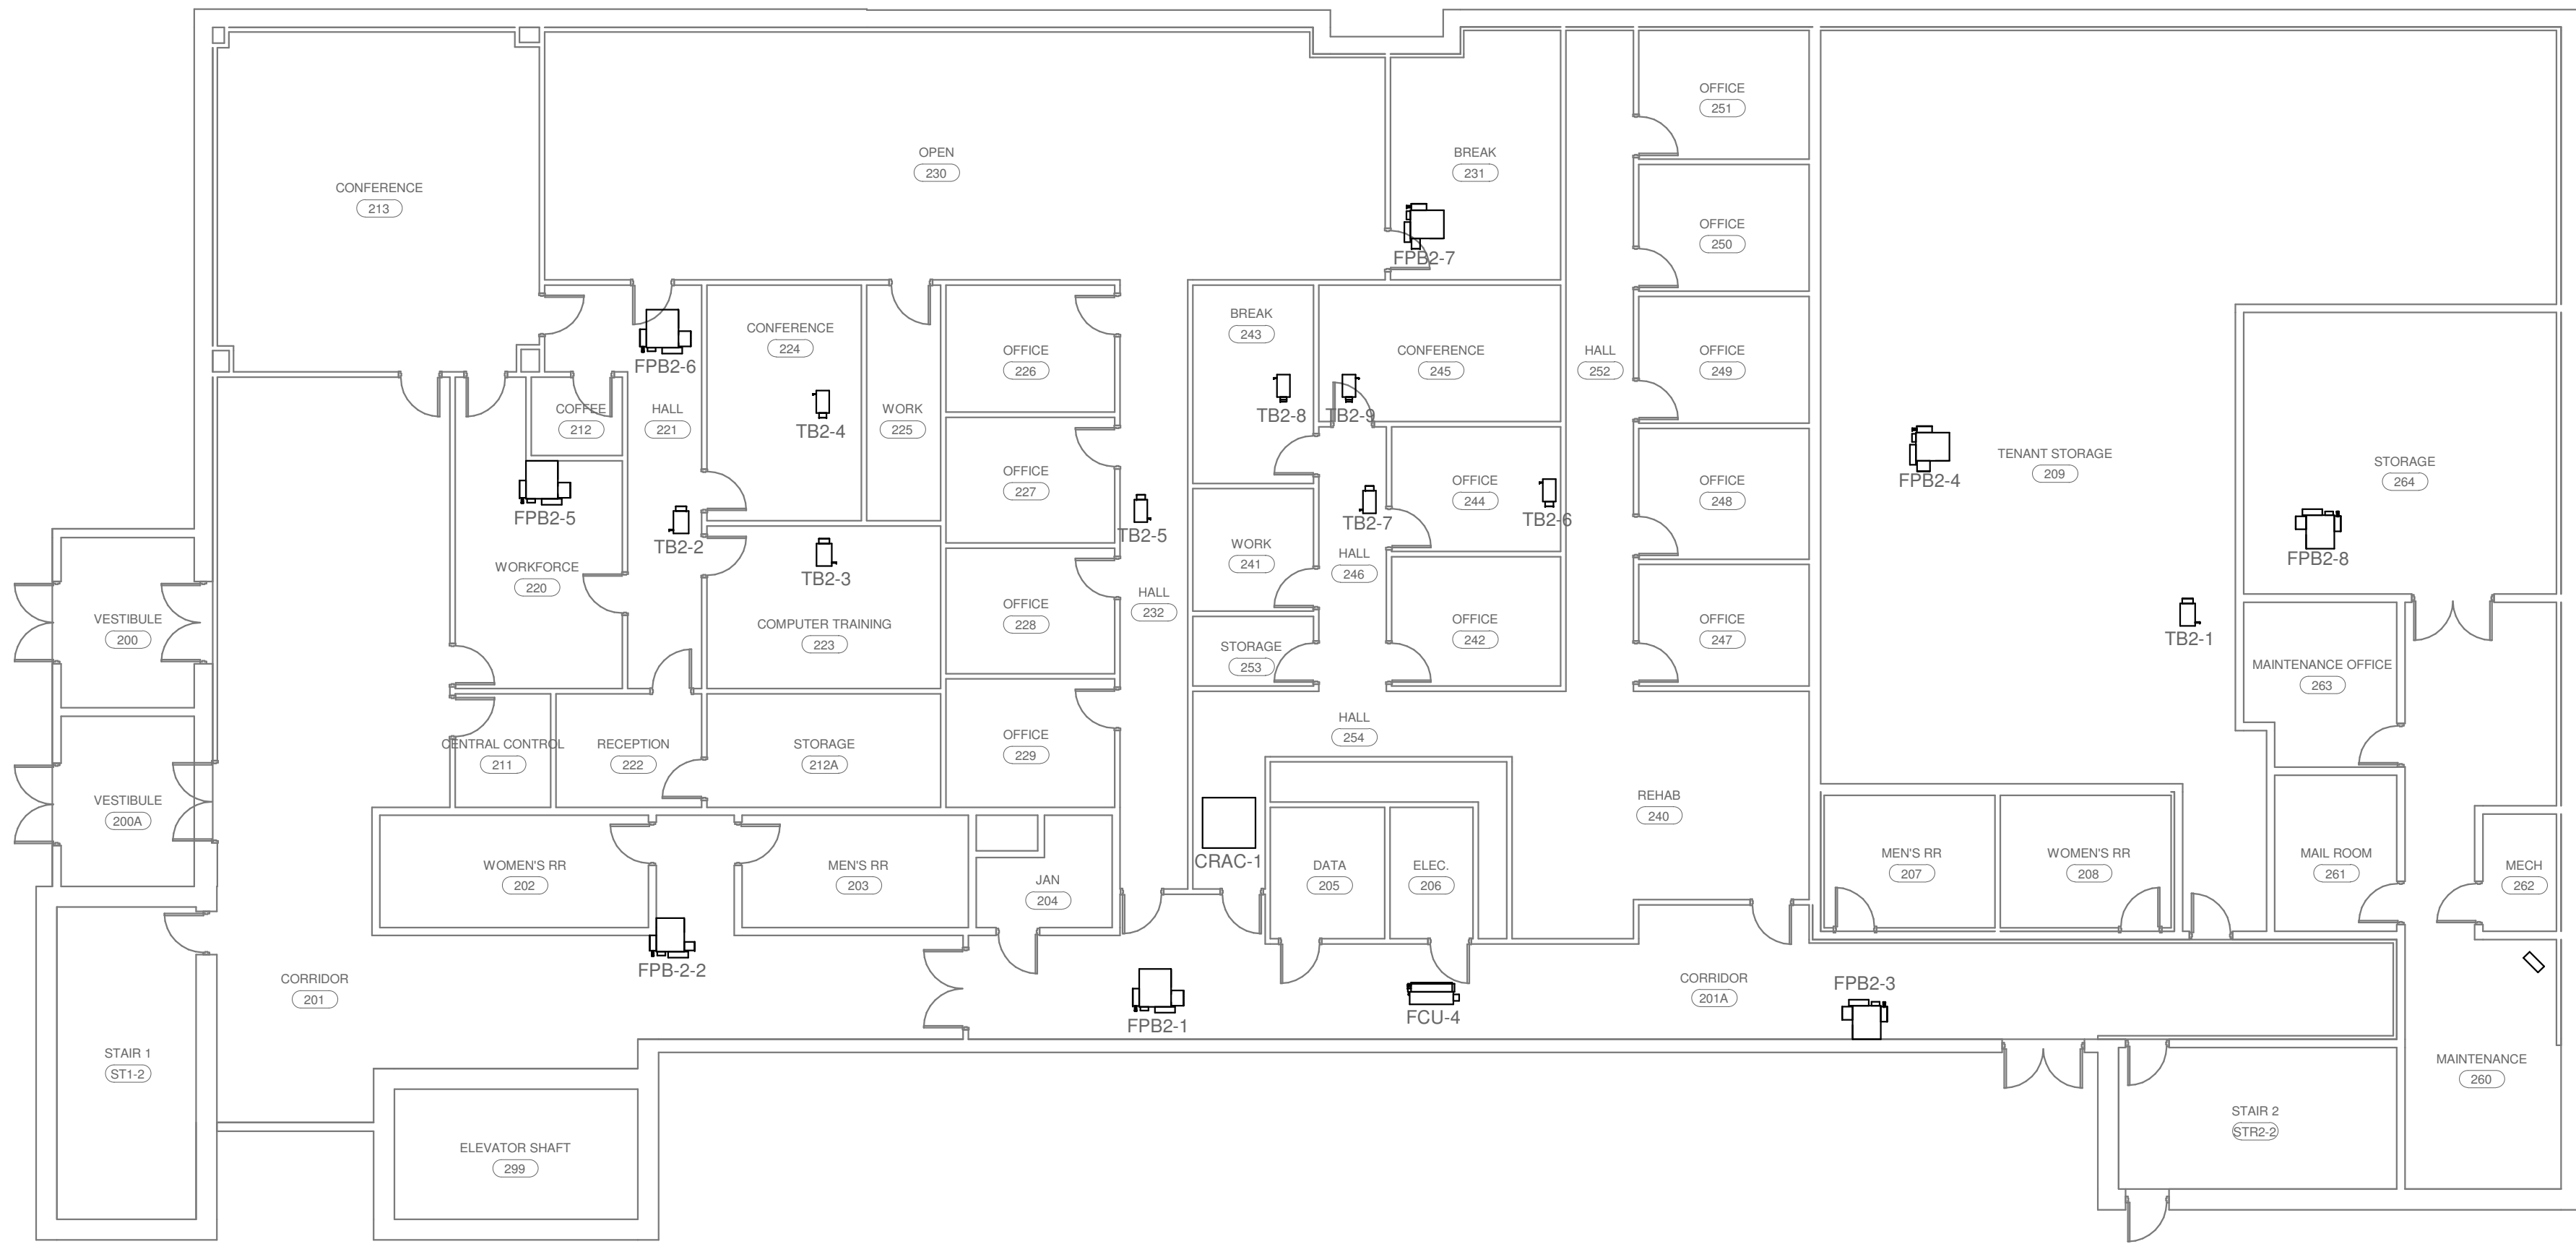 CONFERENCE
213
OPEN
230
BREAK
231
FPB2-7
OFFICE
251
OFFICE
250
OFFICE
249
OFFICE
248
OFFICE
247
HALL
252
FPB2-6
CONFERENCE
224
TB2-4
WORK
225
OFFICE
226
OFFICE
227
OFFICE
228
OFFICE
229
COFFEE
212
HALL
221
FPB2-5
TB2-2
WORKFORCE
220
TB2-3
COMPUTER TRAINING
223
TB2-5
HALL
232
BREAK
243
TB2-8
TB2-9
CONFERENCE
245
OFFICE
244
TB2-6
TB2-7
WORK
241
HALL
246
STORAGE
253
OFFICE
242
TENANT STORAGE
209
FPB2-4
STORAGE
264
FPB2-8
TB2-1
MAINTENANCE OFFICE
263
VESTIBULE
200
VESTIBULE
200A
CENTRAL CONTROL
211
RECEPTION
222
STORAGE
212A
HALL
254
REHAB
240
CRAC-1
WOMEN'S RR
202
MEN'S RR
203
JAN
204
DATA
205
ELEC.
206
MEN'S RR
207
WOMEN'S RR
208
MAIL ROOM
261
MECH
262
FPB-2-2
CORRIDOR
201
FPB2-1
FCU-4
CORRIDOR
201A
FPB2-3
STAIR 1
ST1-2
MAINTENANCE
260
STAIR 2
STR2-2
ELEVATOR SHAFT
299